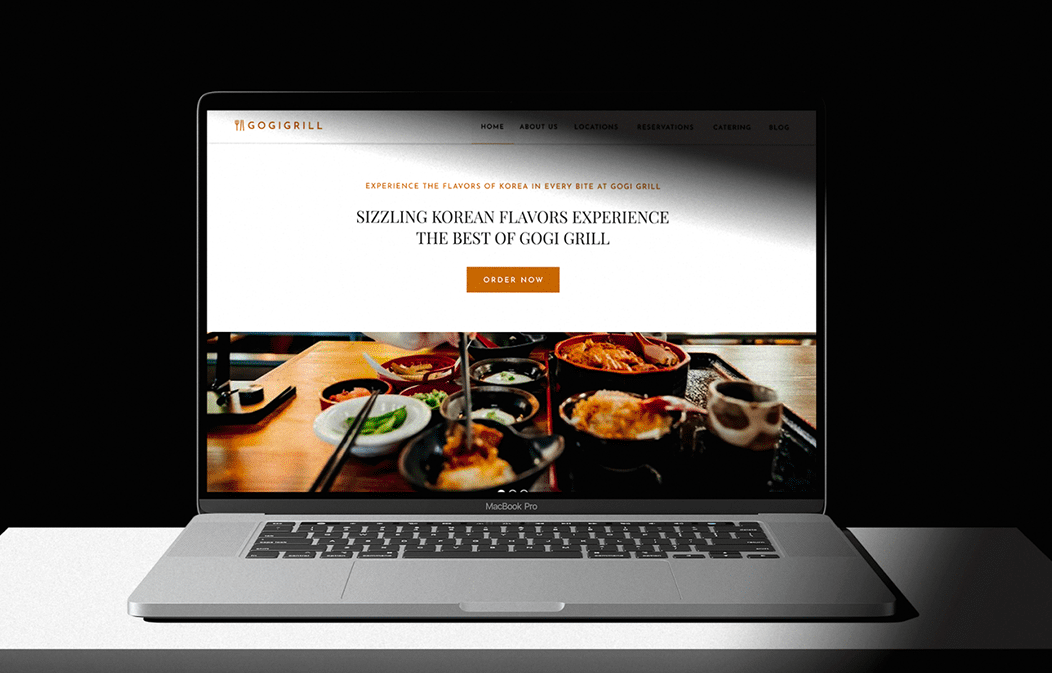 GOGIGRILL
HOME ABOUT US LOCATIONS RESERVATIONS CATERING BLOG
EXPERIENCE THE FLAVORS OF KOREA IN EVERY BITE AT GOGI GRILL
SIZZLING KOREAN FLAVORS EXPERIENCE
THE BEST OF GOGI GRILL
ORDER NOW
MacBook Pro